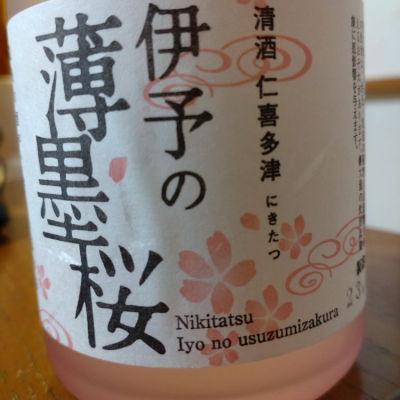 伊予の
薄墨桜
清酒 仁喜多津 にきたつ
Nikitatsu
Iyo no usuzumizakura